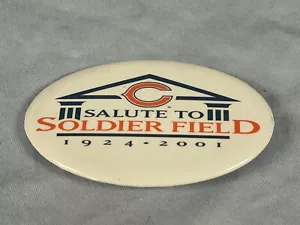 C
SALUTE TO
SOLDIER FIELD
1924 • 2001